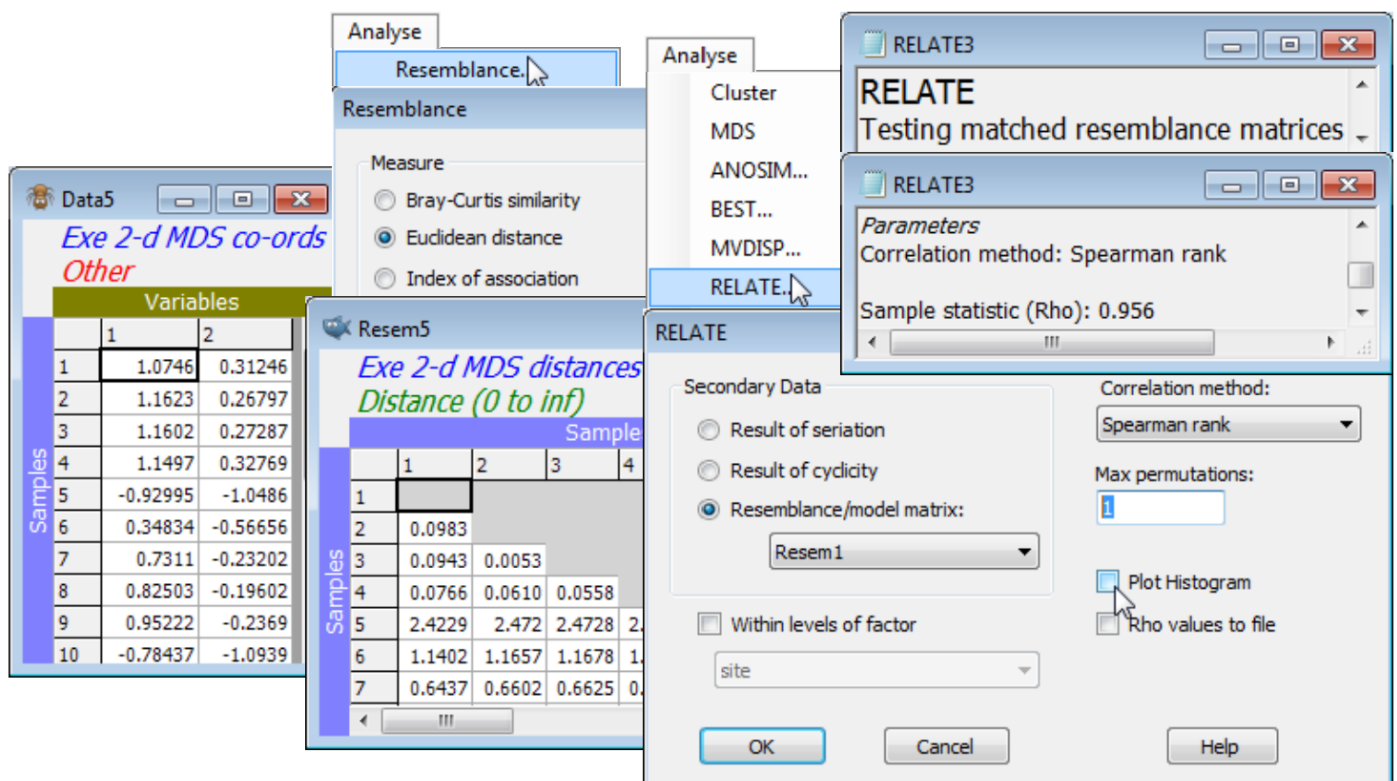 Analyse
Resemblance...
Resemblance
Measure
Bray-Curtis similarity
Euclidean distance
Index of association
Data5
Exe 2-d MDS co-ords
Other
Variables
1 2
1 1.0746 0.31246
2 1.1623 0.26797
3 1.1602 0.27287
4 1.1497 0.32769
5 -0.92995 -1.0486
6 0.34834 -0.56656
7 0.7311 -0.23202
8 0.82503 -0.19602
9 0.95222 -0.2369
10 -0.78437 -1.0939
Samples
Resem5
Exe 2-d MDS distances
Distance (0 to inf)
Sample
1 2 3 4
1
2 0.0983
3 0.0943 0.0053
4 0.0766 0.0610 0.0558
5 2.4229 2.472 2.4728 2.
6 1.1402 1.1657 1.1678 1.
7 0.6437 0.6602 0.6625 0.
Samples
Analyse
Cluster
MDS
ANOSIM...
BEST...
MVDISP...
RELATE...
RELATE3
RELATE
Testing matched resemblance matrices
RELATE3
Parameters
Correlation method: Spearman rank
Sample statistic (Rho): 0.956
RELATE
Secondary Data
Result of seriation
Result of cyclicity
Resemblance/model matrix:
Resem1
Within levels of factor
site
Correlation method:
Spearman rank
Max permutations:
1
Plot Histogram
Rho values to file
OK
Cancel
Help